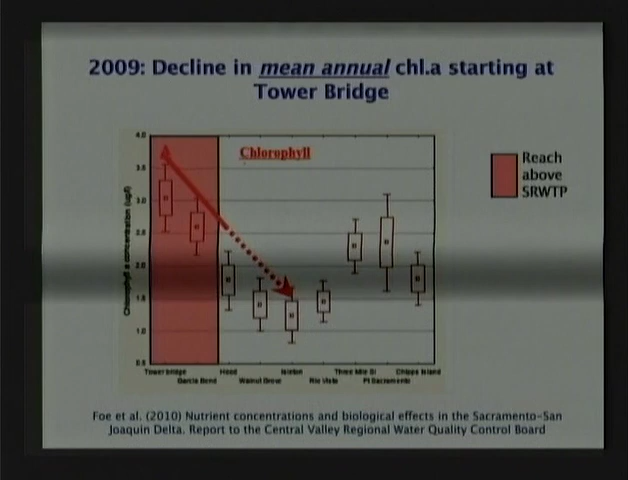 2009: Decline in mean annual chl.a starting at
Tower Bridge
Chlorophyll
Reach
above
SRWTP
Chlorophyll a concentration (ug/l)
4.0
3.5
3.0
2.5
2.0
1.5
1.0
0.5
Tower bridge
Garcia Bend
Hood
Walnut Grove
Isleton
Rio Vista
Three Mile Sl
Pt Sacramento
Chipps Island
Foe et al. (2010) Nutrient concentrations and biological effects in the Sacramento-San
Joaquin Delta. Report to the Central Valley Regional Water Quality Control Board